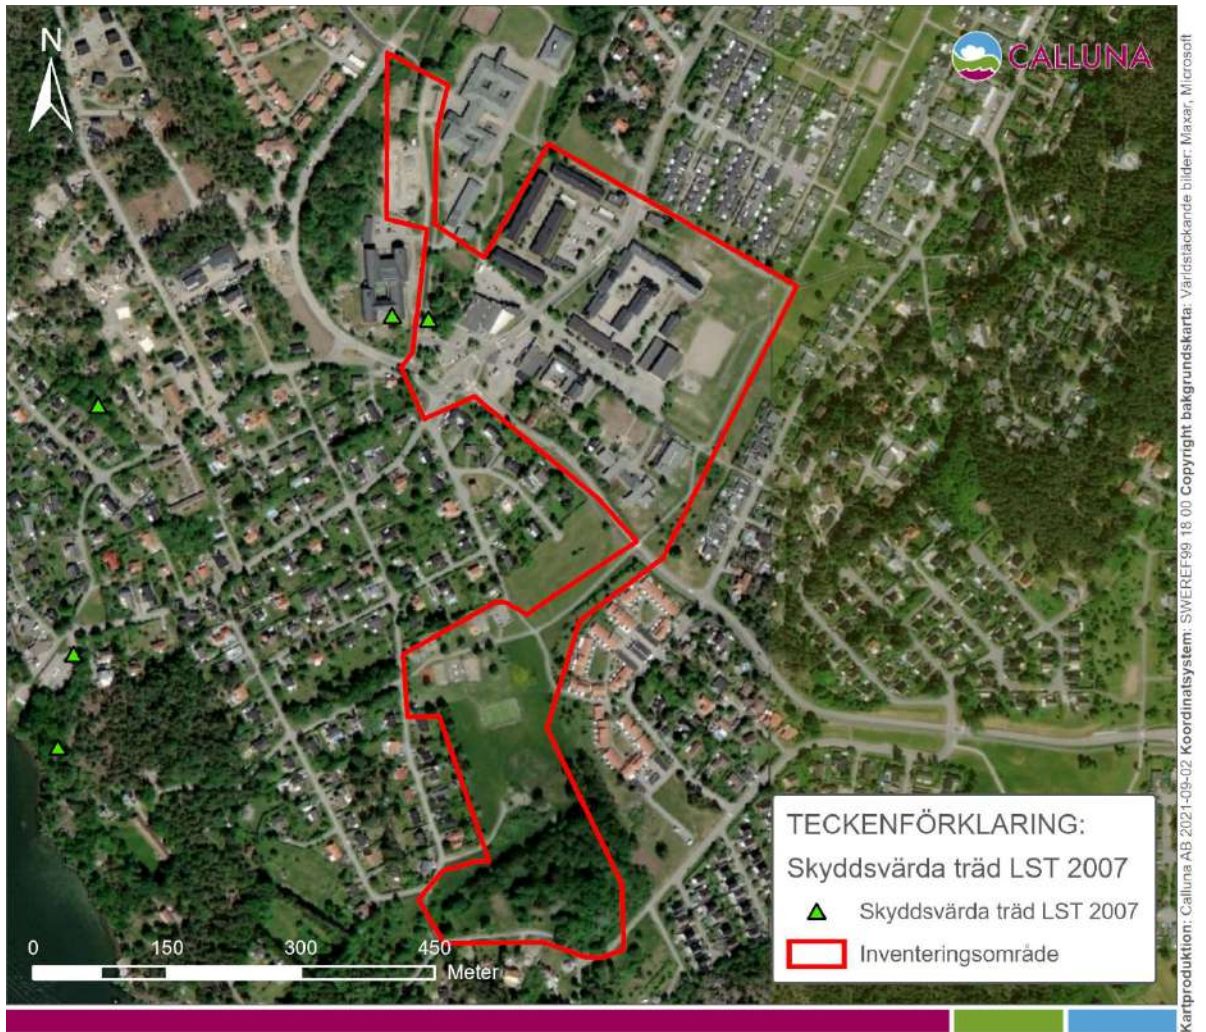 N
CALLUNA
TECKENFÖRKLARING:
Skyddsvärda träd LST 2007
Skyddsvärda träd LST 2007
Inventeringsområde
0 150 300 450
Meter
Kartproduktion: Calluna AB 2021-09-02 Koordinatsystem: SWEREF99 18 00 Copyright bakgrundskarta: Världstäckande bilder: Maxar, Microsoft